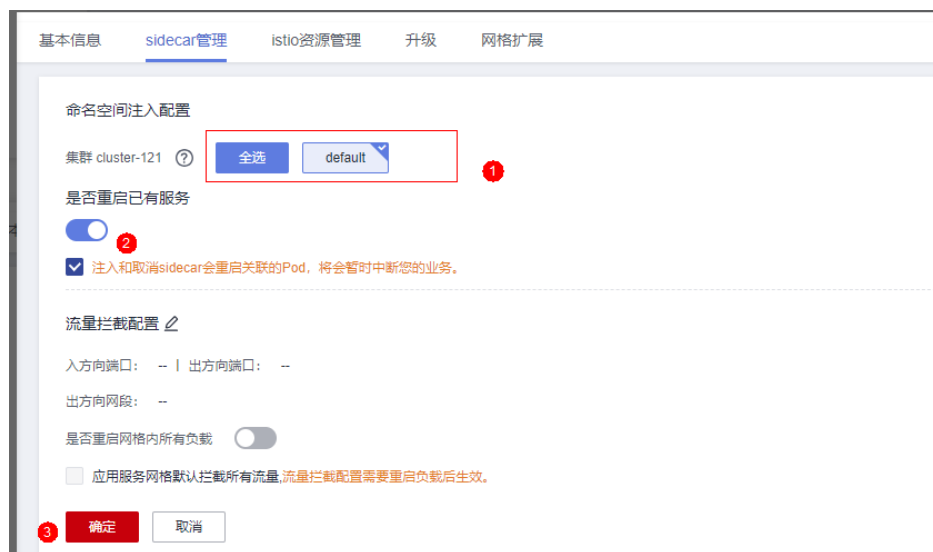 基本信息 sidecar管理 istio资源管理 升级 网格扩展
命名空间注入配置
集群 cluster-121 ? 全选 default
1
是否重启已有服务
2
注入和取消sidecar会重启关联的Pod，将会暂时中断您的业务。
流量拦截配置
入方向端口： -- | 出方向端口： --
出方向网段： --
是否重启网格内所有负载
应用服务网格默认拦截所有流量,流量拦截配置需要重启负载后生效。
3 确定 取消